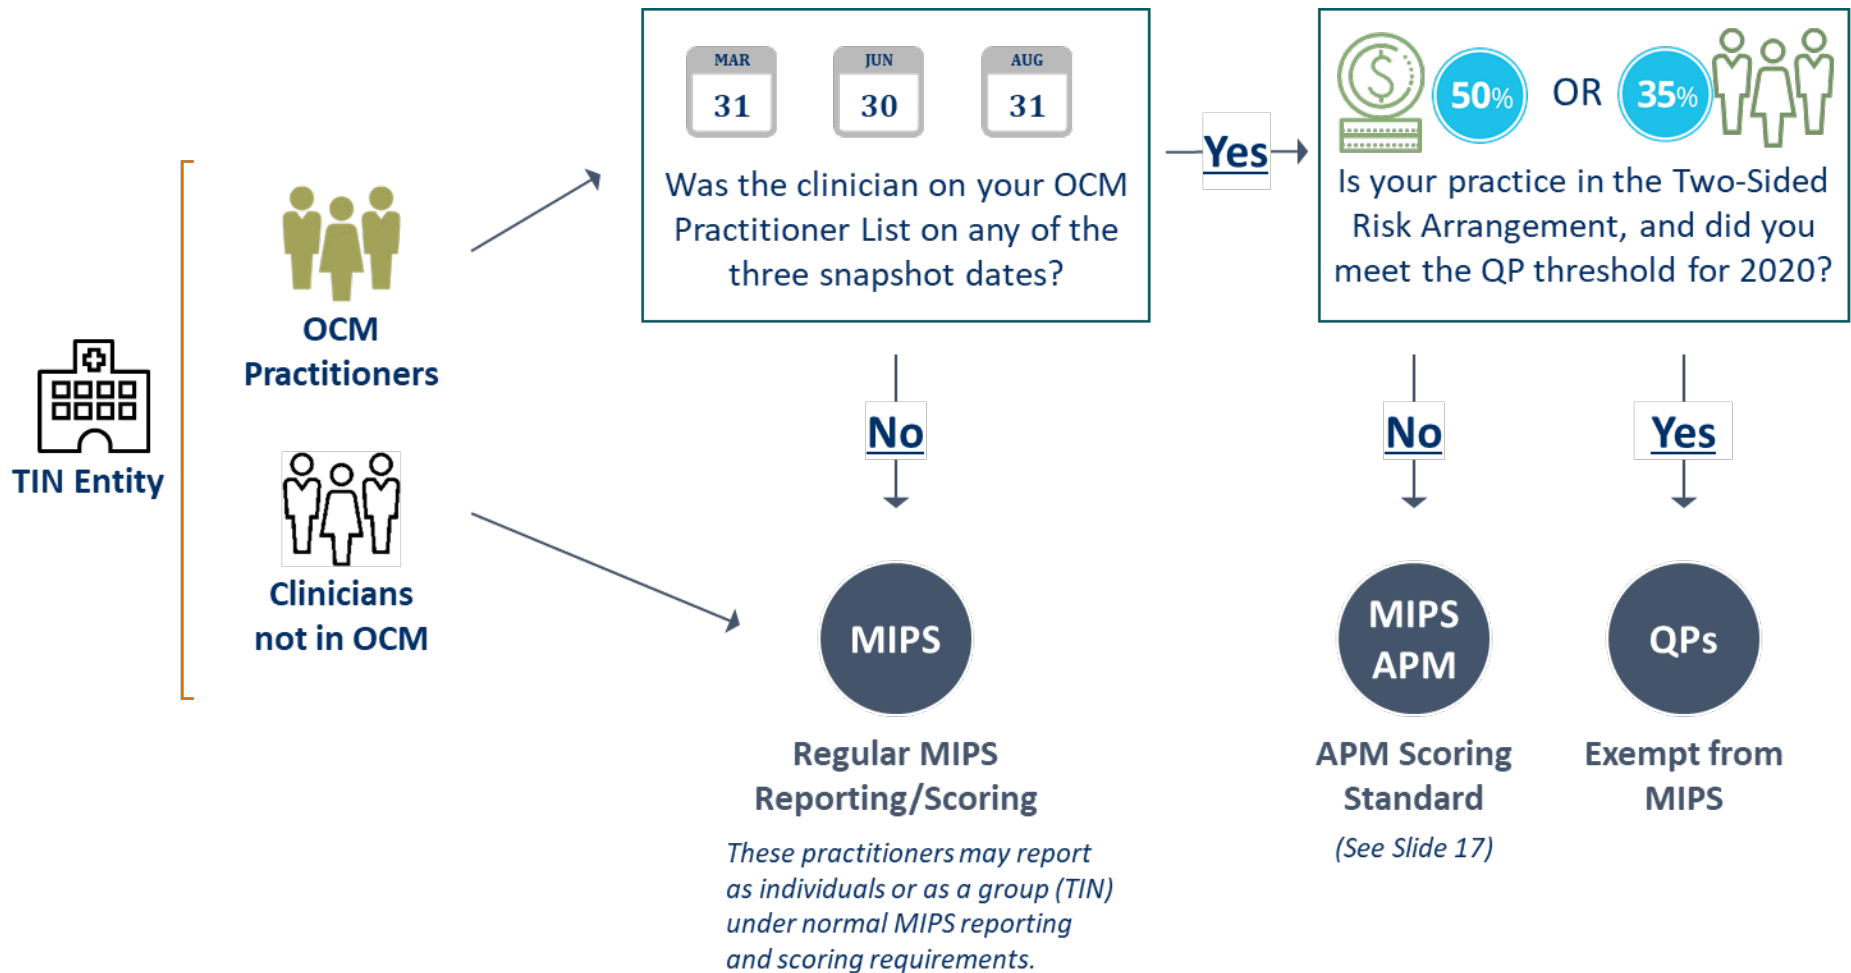 MAR
31
JUN
30
AUG
31
Was the clinician on your OCM
Practitioner List on any of the
three snapshot dates?
Yes
$
50%
OR
35%
Is your practice in the Two-Sided
Risk Arrangement, and did you
meet the QP threshold for 2020?
OCM
Practitioners
TIN Entity
Clinicians
not in OCM
No
No
Yes
MIPS
MIPS
APM
QPs
Regular MIPS
Reporting/Scoring
These practitioners may report
as individuals or as a group (TIN)
under normal MIPS reporting
and scoring requirements.
APM Scoring
Standard
(See Slide 17)
Exempt from
MIPS